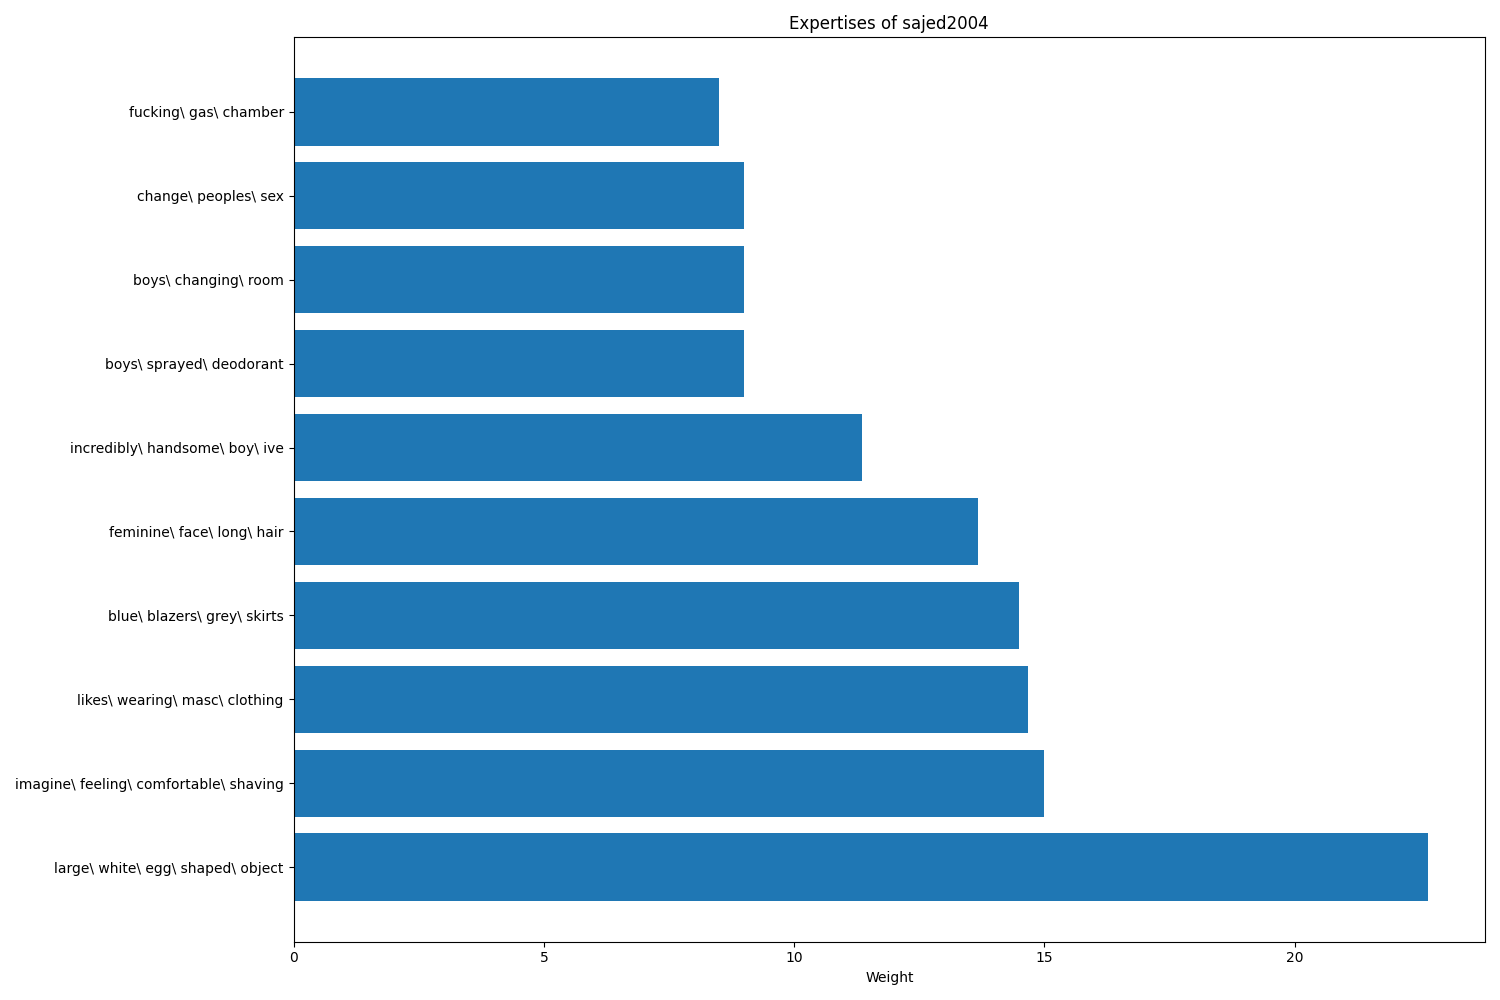 Expertises of sajed2004
fucking\ gas\ chamber
change\ peoples\ sex
boys\ changing\ room
boys\ sprayed\ deodorant
incredibly\ handsome\ boy\ ive
feminine\ face\ long\ hair
blue\ blazers\ grey\ skirts
likes\ wearing\ masc\ clothing
imagine\ feeling\ comfortable\ shaving
large\ white\ egg\ shaped\ object
0 5 10 15 20
Weight